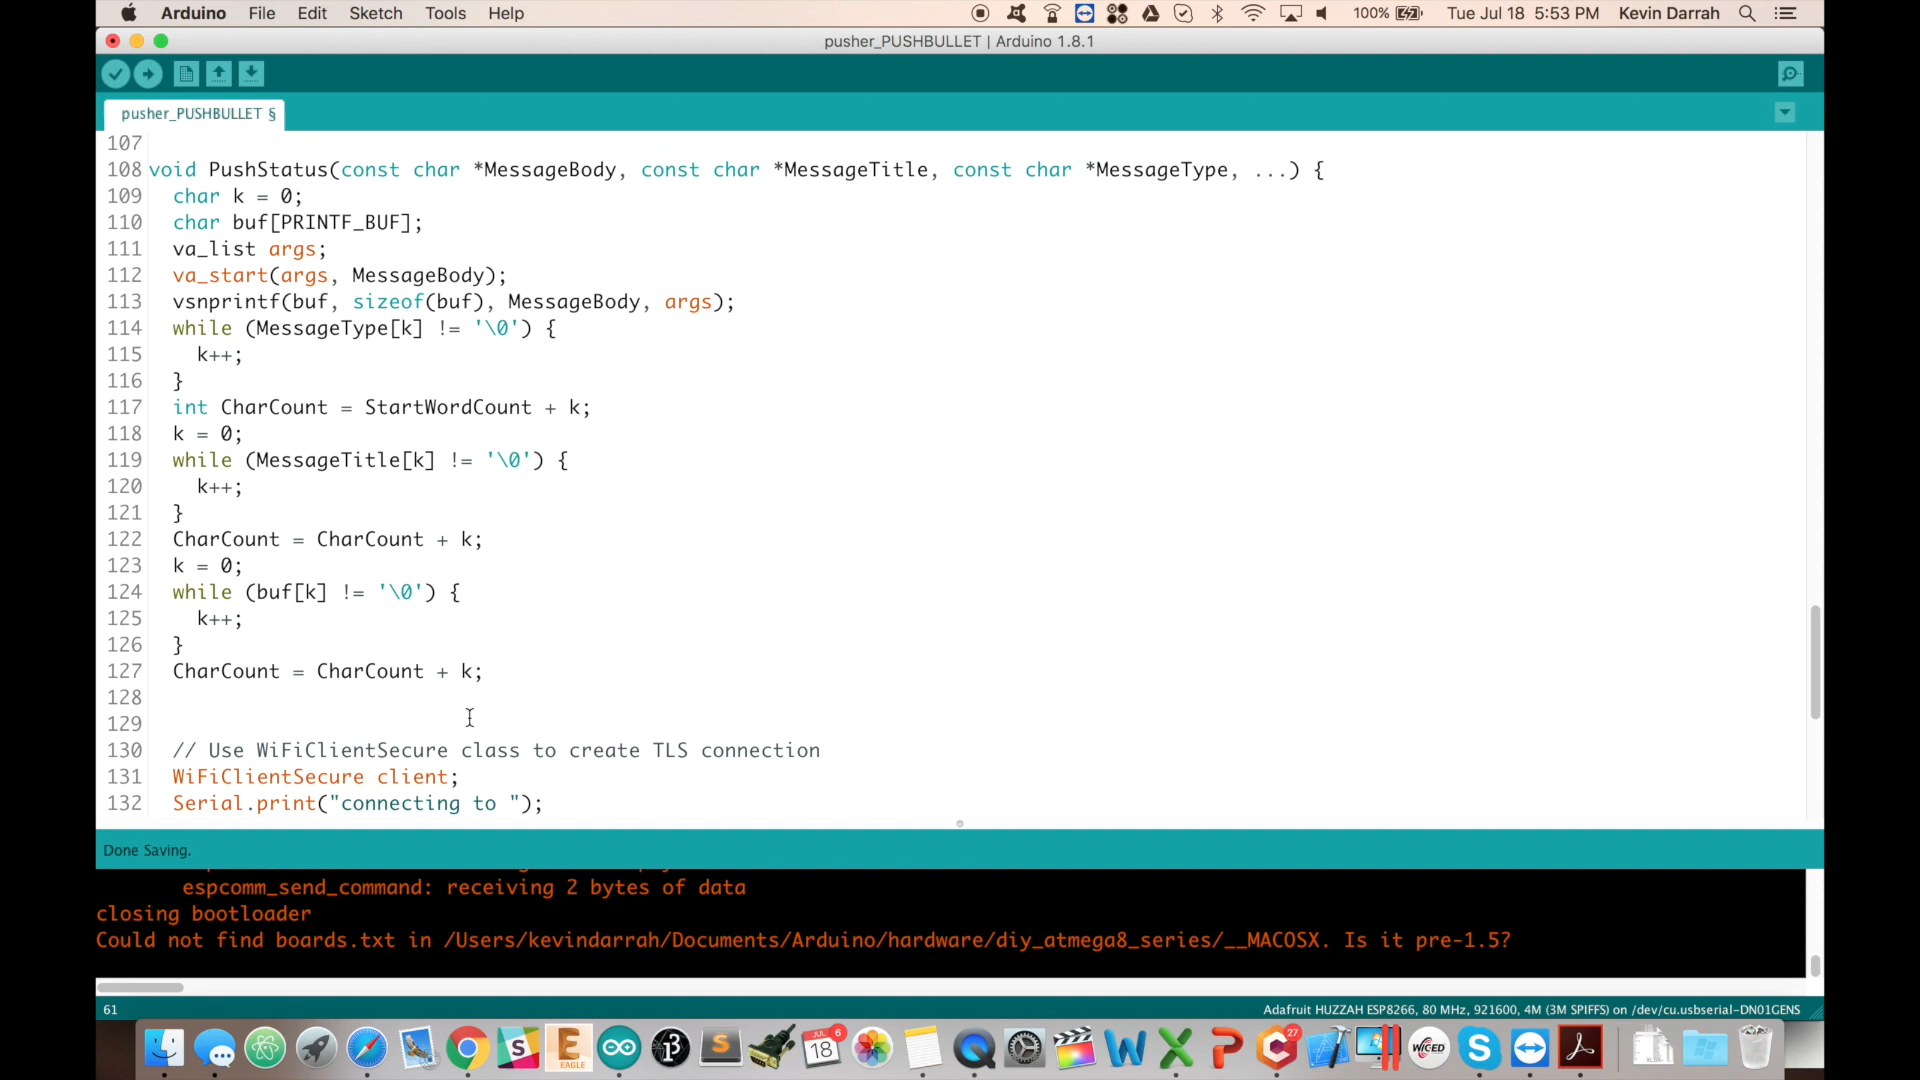 Arduino File Edit Sketch Tools Help 100% Tue Jul 18 5:53 PM Kevin Darrah
pusher_PUSHBULLET | Arduino 1.8.1
pusher_PUSHBULLET §
107
108 void PushStatus(const char *MessageBody, const char *MessageTitle, const char *MessageType, ...) {
109 char k = 0;
110 char buf[PRINTF_BUF];
111 va_list args;
112 va_start(args, MessageBody);
113 vsnprintf(buf, sizeof(buf), MessageBody, args);
114 while (MessageType[k] != '\0') {
115 k++;
116 }
117 int CharCount = StartWordCount + k;
118 k = 0;
119 while (MessageTitle[k] != '\0') {
120 k++;
121 }
122 CharCount = CharCount + k;
123 k = 0;
124 while (buf[k] != '\0') {
125 k++;
126 }
127 CharCount = CharCount + k;
128
129
130 // Use WiFiClientSecure class to create TLS connection
131 WiFiClientSecure client;
132 Serial.print("connecting to ");
Done Saving.
espcomm_send_command: receiving 2 bytes of data
closing bootloader
Could not find boards.txt in /Users/kevindarrah/Documents/Arduino/hardware/diy_atmega8_series/__MACOSX. Is it pre-1.5?
61 Adafruit HUZZAH ESP8266, 80 MHz, 921600, 4M (3M SPIFFS) on /dev/cu.usbserial-DN01GENS
EAGLE
JUL 18
6
27
WICED